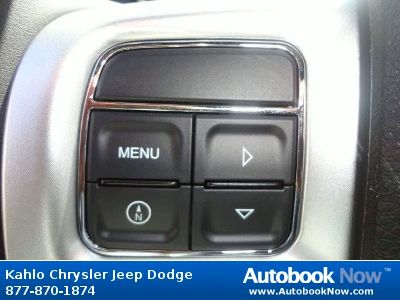 MENU
N
Kahlo Chrysler Jeep Dodge
877-870-1874
Autobook Now™
www.AutobookNow.com